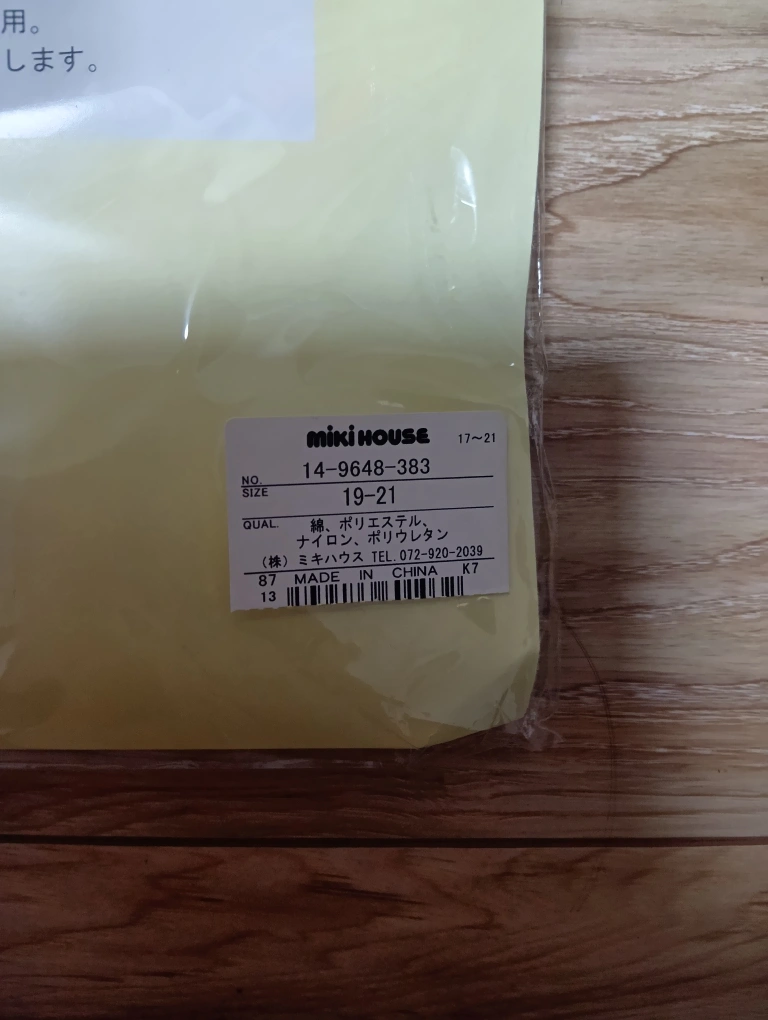 用。
します。
miki HOUSE 17〜21
NO. 14-9648-383
SIZE 19-21
QUAL. 綿、ポリエステル、
ナイロン、ポリウレタン
(株) ミキハウス TEL.072-920-2039
87 MADE IN CHINA K7
13